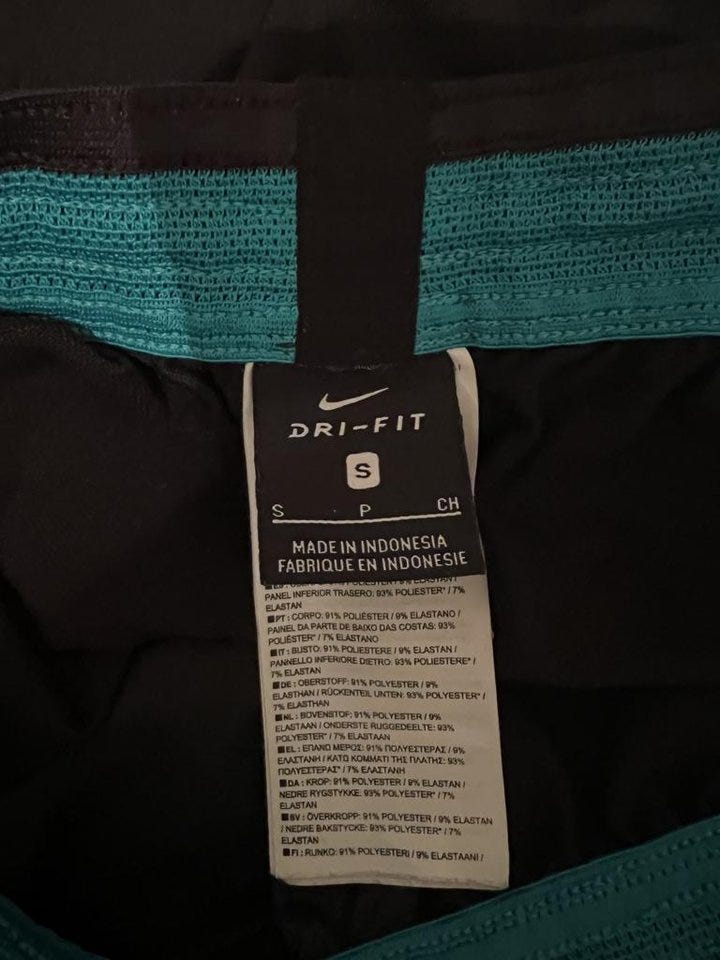 DRI-FIT
S
S P CH
MADE IN INDONESIA
FABRIQUE EN INDONESIE
PANEL INFERIOR TRASERO: 93% POLIESTER* / 7%
ELASTAN
■PT: CORPO: 91% POLIÉSTER / 9% ELASTANO /
PAINEL DA PARTE DE BAIXO DAS COSTAS: 93%
POLIÉSTER* / 7% ELASTANO
■IT: BUSTO: 91% POLIESTERE / 9% ELASTAN /
PANNELLO INFERIORE DIETRO: 93% POLIESTERE* /
7% ELASTAN
■DE: OBERSTOFF: 91% POLYESTER / 9%
ELASTHAN / RÜCKENTEIL UNTEN: 93% POLYESTER* /
7% ELASTHAN
■NL: BOVENSTOF: 91% POLYESTER / 9%
ELASTAAN / ONDERSTE RUGGEDEELTE: 93%
POLYESTER* / 7% ELASTAAN
■EL: ΕΠΑΝΩ ΜΕΡΟΣ: 91% ΠΟΛΥΕΣΤΕΡΑΣ / 9%
ΕΛΑΣΤΑΝΗ / ΚΑΤΩ ΚΟΜΜΑΤΙ ΤΗΣ ΠΛΑΤΗΣ: 93%
ΠΟΛΥΕΣΤΕΡΑΣ* / 7% ΕΛΑΣΤΑΝΗ
■DA: KROP: 91% POLYESTER / 9% ELASTAN /
NEDRE RYGSTYKKE: 93% POLYESTER* / 7%
ELASTAN
■SV: ÖVERKROPP: 91% POLYESTER / 9% ELASTAN
/ NEDRE BAKSTYCKE: 93% POLYESTER* / 7%
ELASTAN
■FI: RUNKO: 91% POLYESTERI / 9% ELASTAANI /